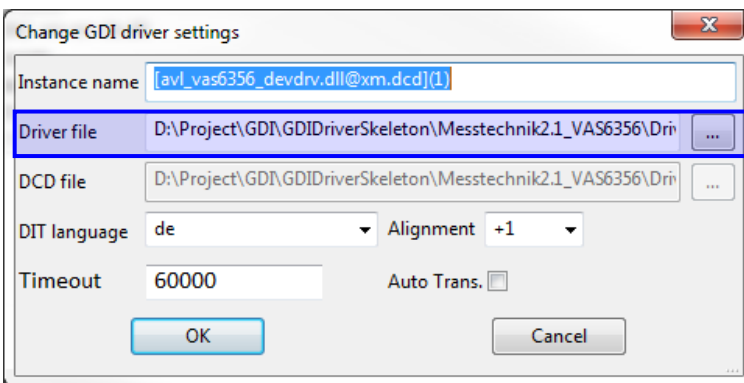 Change GDI driver settings
x
Instance name [avl_vas6356_devdrv.dll@xm.dcd](1)
Driver file D:\Project\GDI\GDIDriverSkeleton\Messtechnik2.1_VAS6356\Driv ...
DCD file D:\Project\GDI\GDIDriverSkeleton\Messtechnik2.1_VAS6356\Driv ...
DIT language de Alignment +1
Timeout 60000 Auto Trans.
OK Cancel